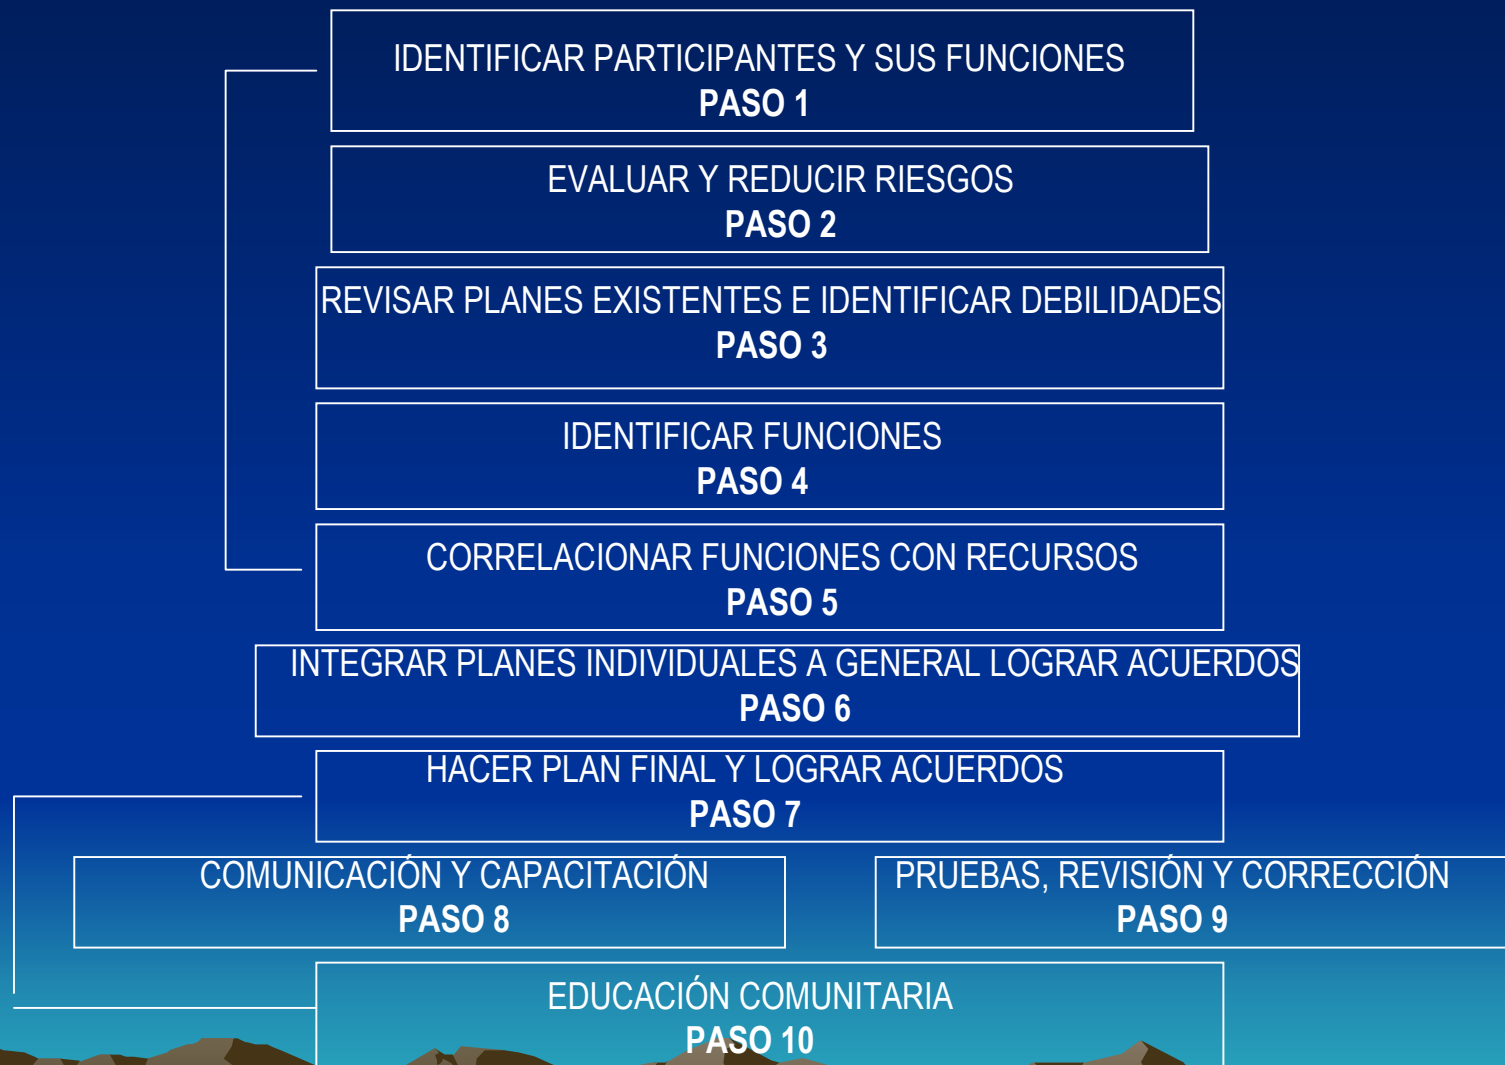 IDENTIFICAR PARTICIPANTES Y SUS FUNCIONES
PASO 1
EVALUAR Y REDUCIR RIESGOS
PASO 2
REVISAR PLANES EXISTENTES E IDENTIFICAR DEBILIDADES
PASO 3
IDENTIFICAR FUNCIONES
PASO 4
CORRELACIONAR FUNCIONES CON RECURSOS
PASO 5
INTEGRAR PLANES INDIVIDUALES A GENERAL LOGRAR ACUERDOS
PASO 6
HACER PLAN FINAL Y LOGRAR ACUERDOS
PASO 7
COMUNICACIÓN Y CAPACITACIÓN
PASO 8
PRUEBAS, REVISIÓN Y CORRECCIÓN
PASO 9
EDUCACIÓN COMUNITARIA
PASO 10